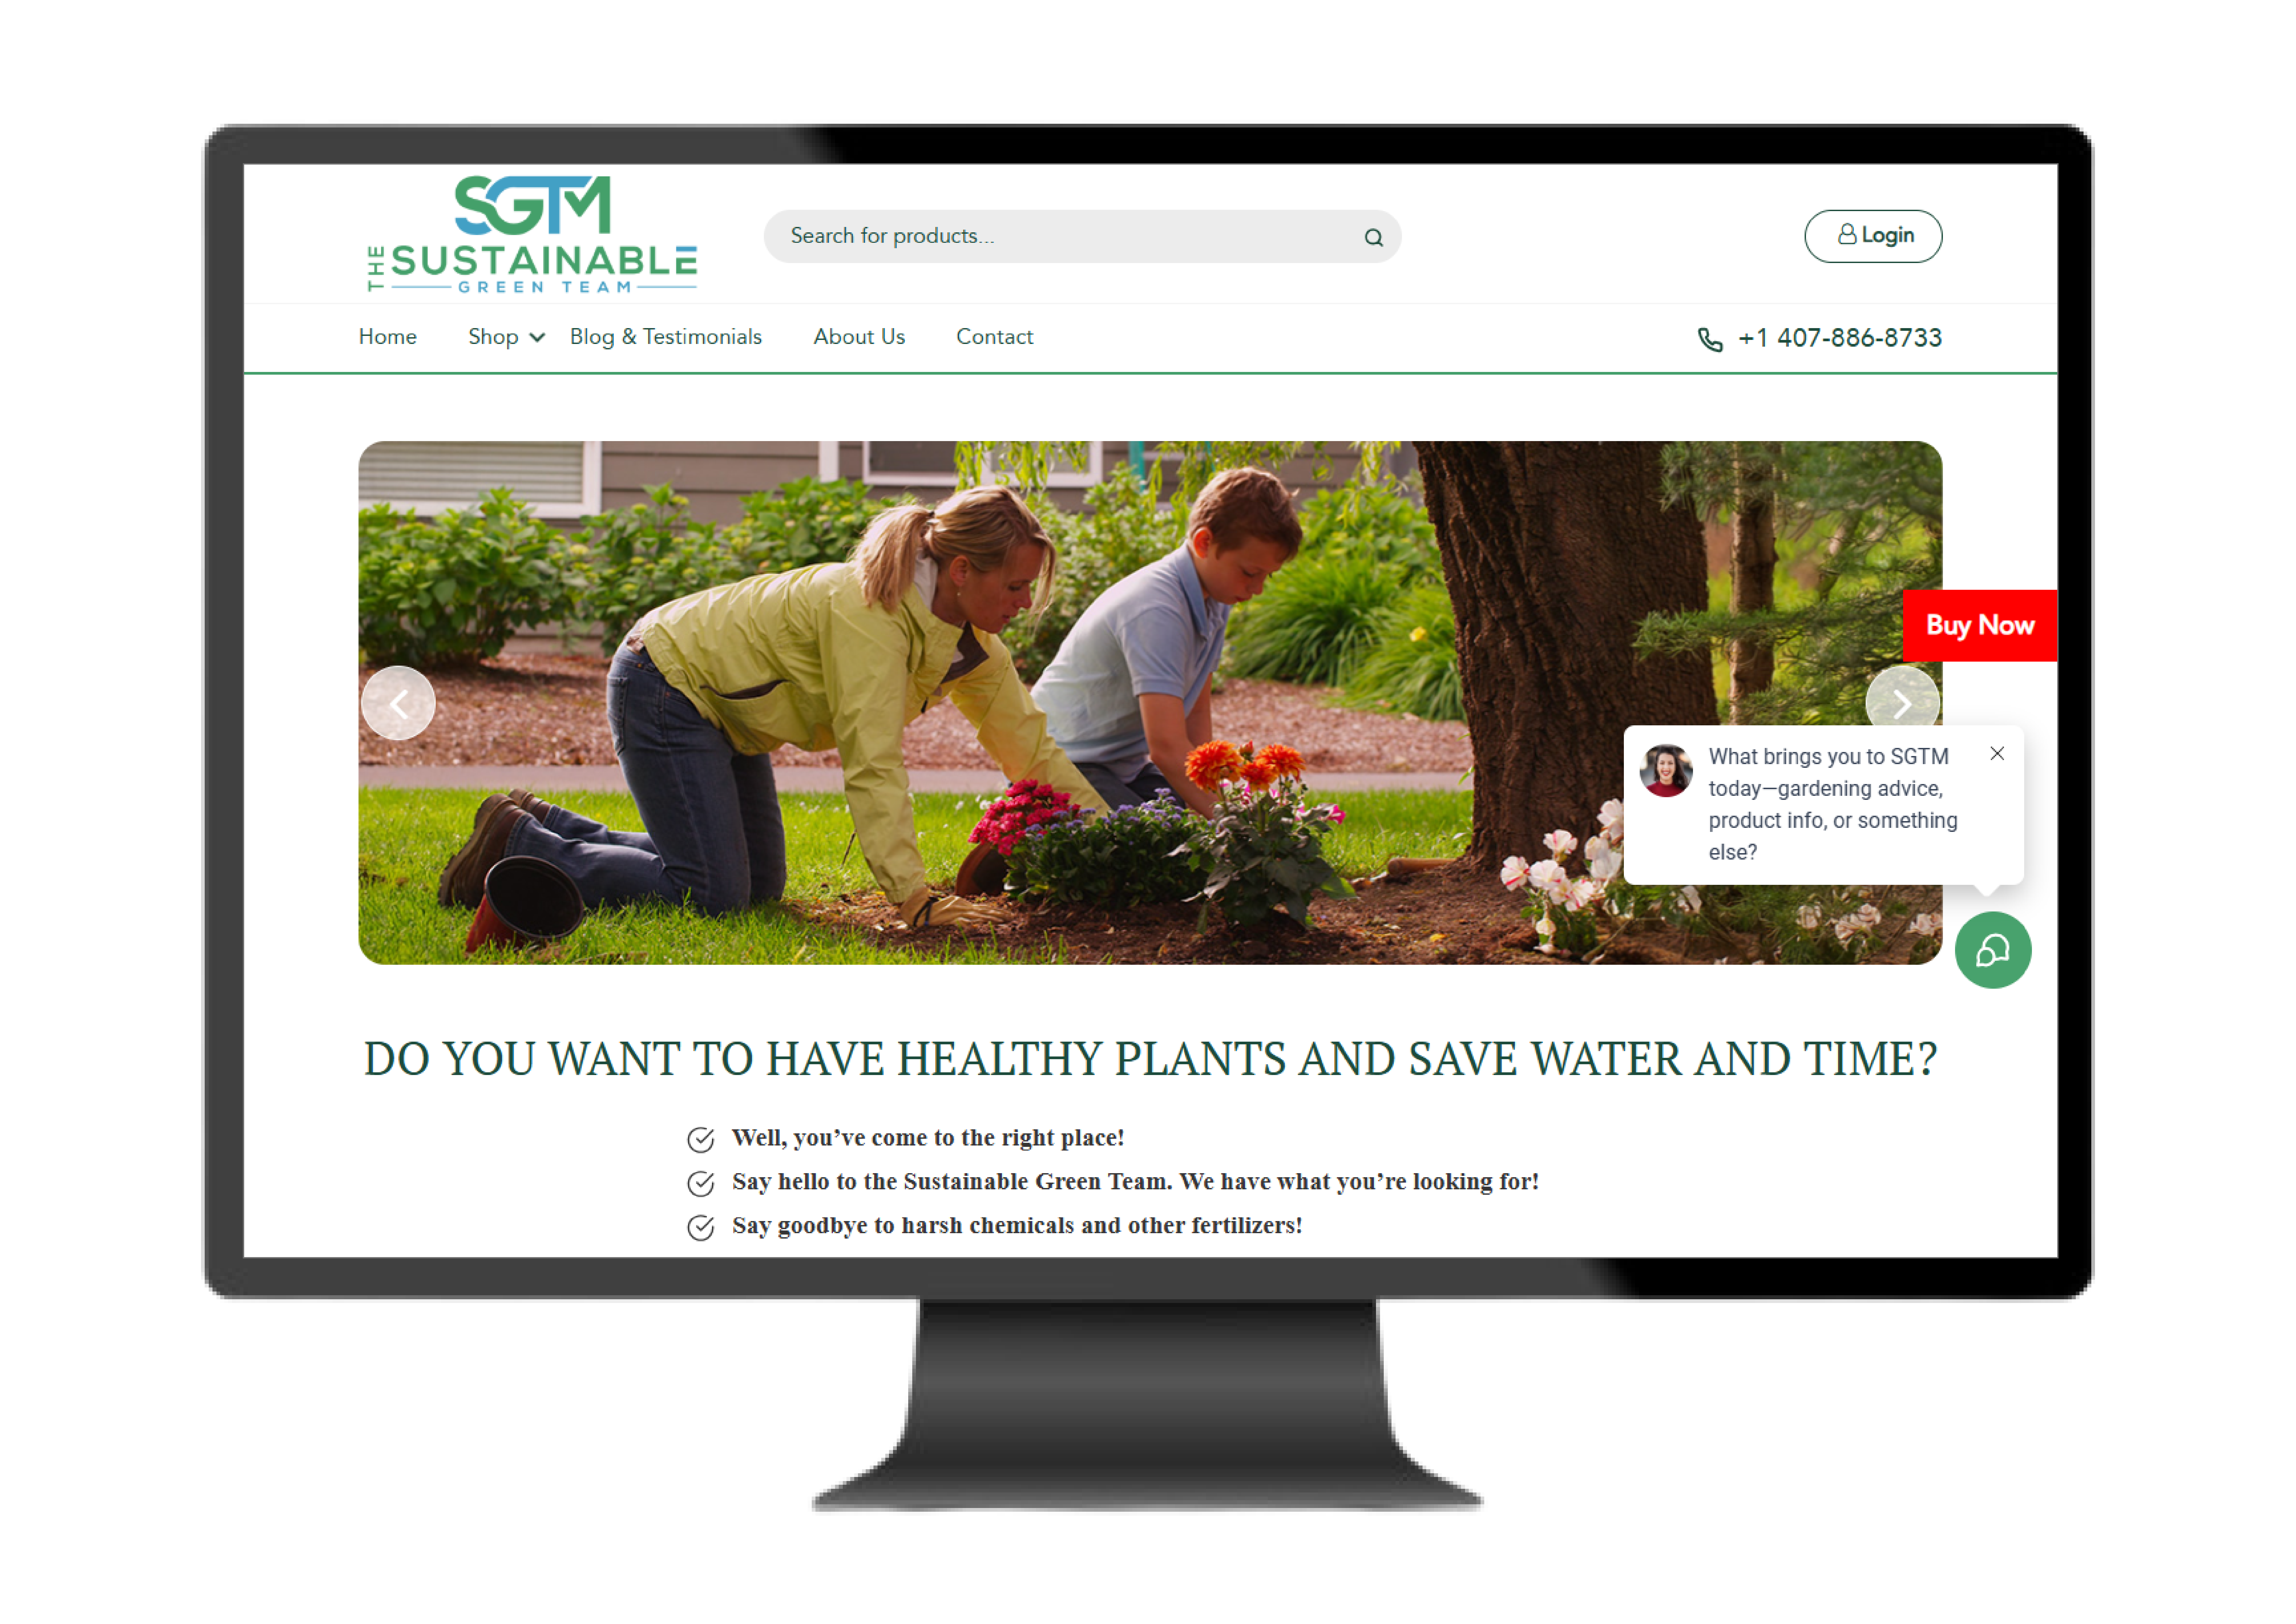 SGTM
THE SUSTAINABLE
GREEN TEAM
Search for products...
Login
Home
Shop
Blog & Testimonials
About Us
Contact
+1 407-886-8733
Buy Now
What brings you to SGTM
today—gardening advice,
product info, or something
else?
DO YOU WANT TO HAVE HEALTHY PLANTS AND SAVE WATER AND TIME?
Well, you’ve come to the right place!
Say hello to the Sustainable Green Team. We have what you’re looking for!
Say goodbye to harsh chemicals and other fertilizers!